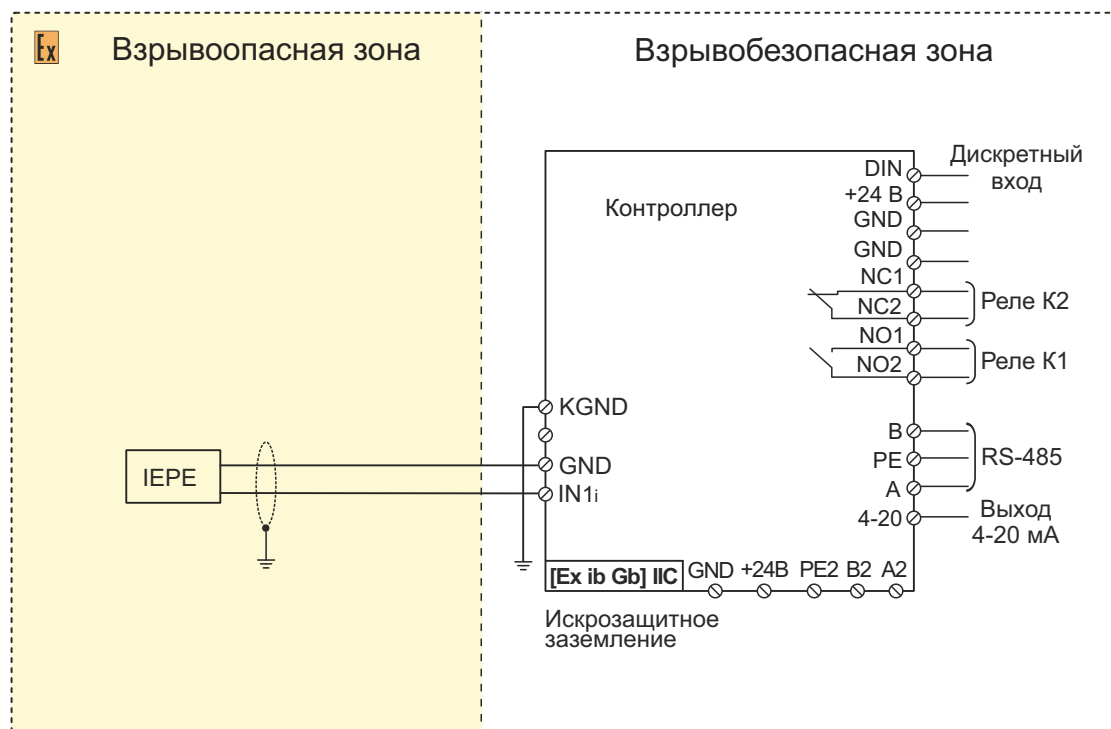 Ex
Взрывоопасная зона
Взрывобезопасная зона
Контроллер
DIN
+24 В
GND
GND
NC1
NC2
NO1
NO2
B
PE
A
4-20
Дискретный
вход
Реле К2
Реле К1
RS-485
Выход
4-20 мА
KGND
GND
IN1i
IEPE
[Ex ib Gb] IIC
GND +24В PE2 B2 A2
Искрозащитное
заземление